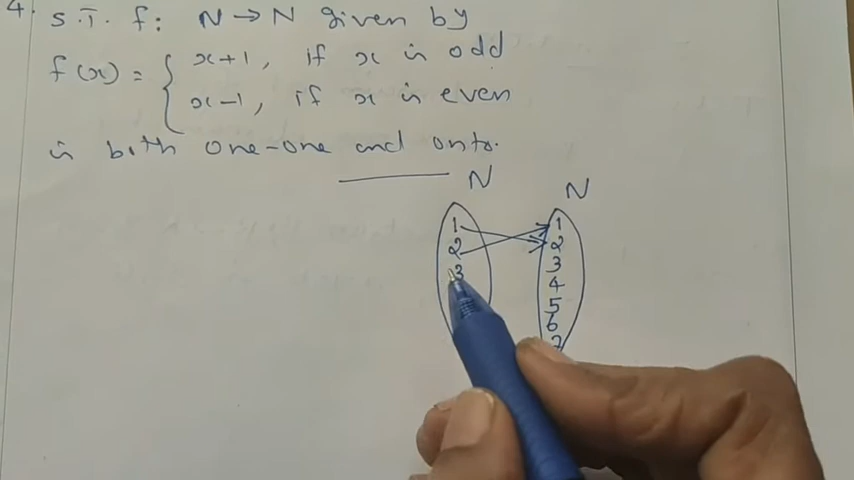 4. S.T. f: N → N given by
f(x) = { x+1, if x is odd
x-1, if x is even
is both one-one and onto.
N N
1 1
2 2
3 3
4
5
6
7